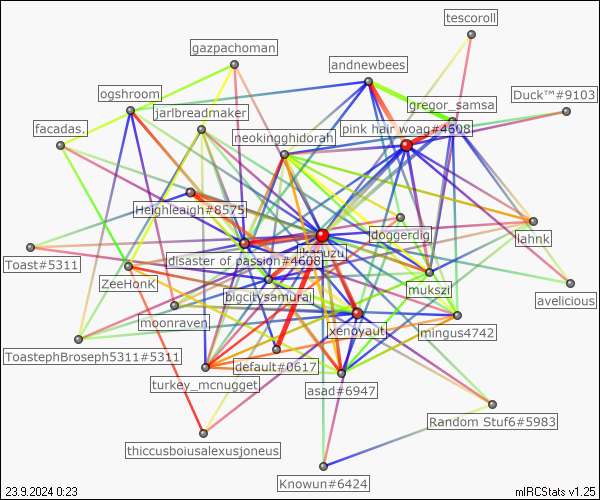 tescoroll
gazpachoman
andnewbees
ogshroom
Duck™#9103
jarlbreadmaker
gregor_samsa
facadas.
neokingghidorah
pink hair woag#4608
Heighleaigh#8575
doggerdig
lahnk
ikaruzu
Toast#5311
disaster of passion#4608
ZeeHonK
mukszi
bigcitysamurai
avelicious
moonraven
xenoyaut
mingus4742
ToastephBroseph5311#5311
default#0617
turkey_mcnugget
asad#6947
Random Stuf6#5983
thiccusboiusalexusjoneus
Knowun#6424
23.9.2024 0:23
mIRCStats v1.25